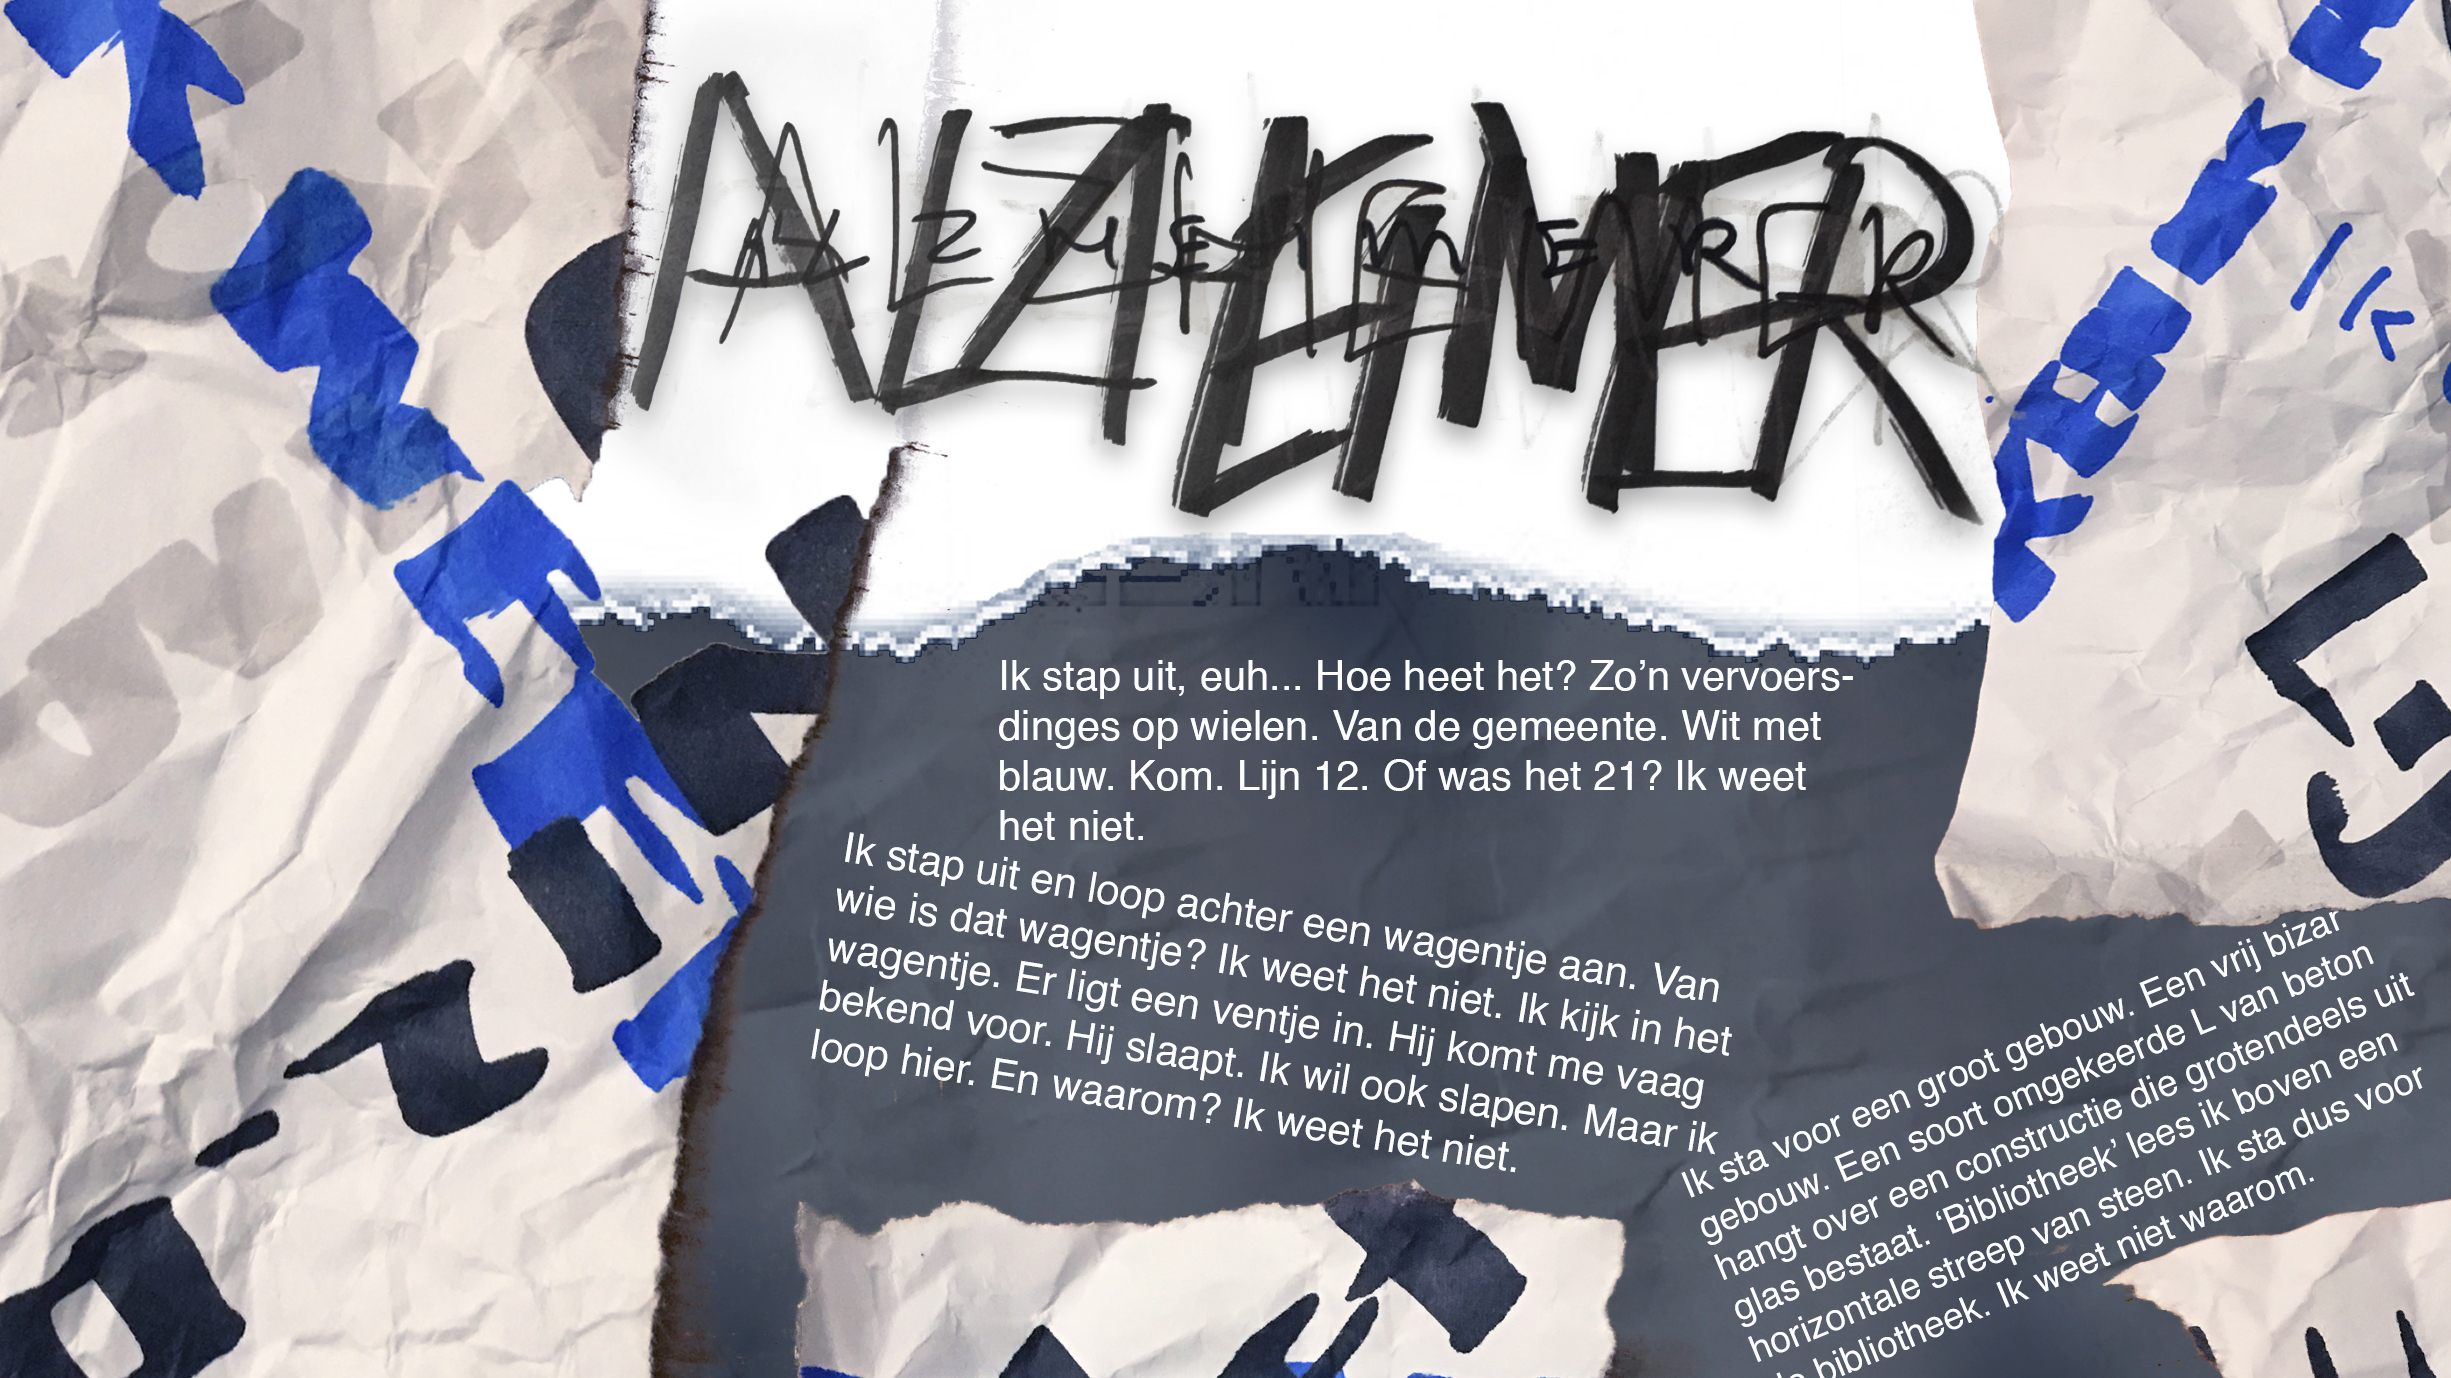 ALZHEIMER
Ik stap uit, euh... Hoe heet het? Zo’n vervoers-
dinges op wielen. Van de gemeente. Wit met
blauw. Kom. Lijn 12. Of was het 21? Ik weet
het niet.
Ik stap uit en loop achter een wagentje aan. Van
wie is dat wagentje? Ik weet het niet. Ik kijk in het
wagentje. Er ligt een ventje in. Hij komt me vaag
bekend voor. Hij slaapt. Ik wil ook slapen. Maar ik
loop hier. En waarom? Ik weet het niet.
Ik sta voor een groot gebouw. Een vrij bizar
gebouw. Een soort omgekeerde L van beton
hangt over een constructie die grotendeels uit
glas bestaat. ‘Bibliotheek’ lees ik boven een
horizontale streep van steen. Ik sta dus voor
de bibliotheek. Ik weet niet waarom.
Ik